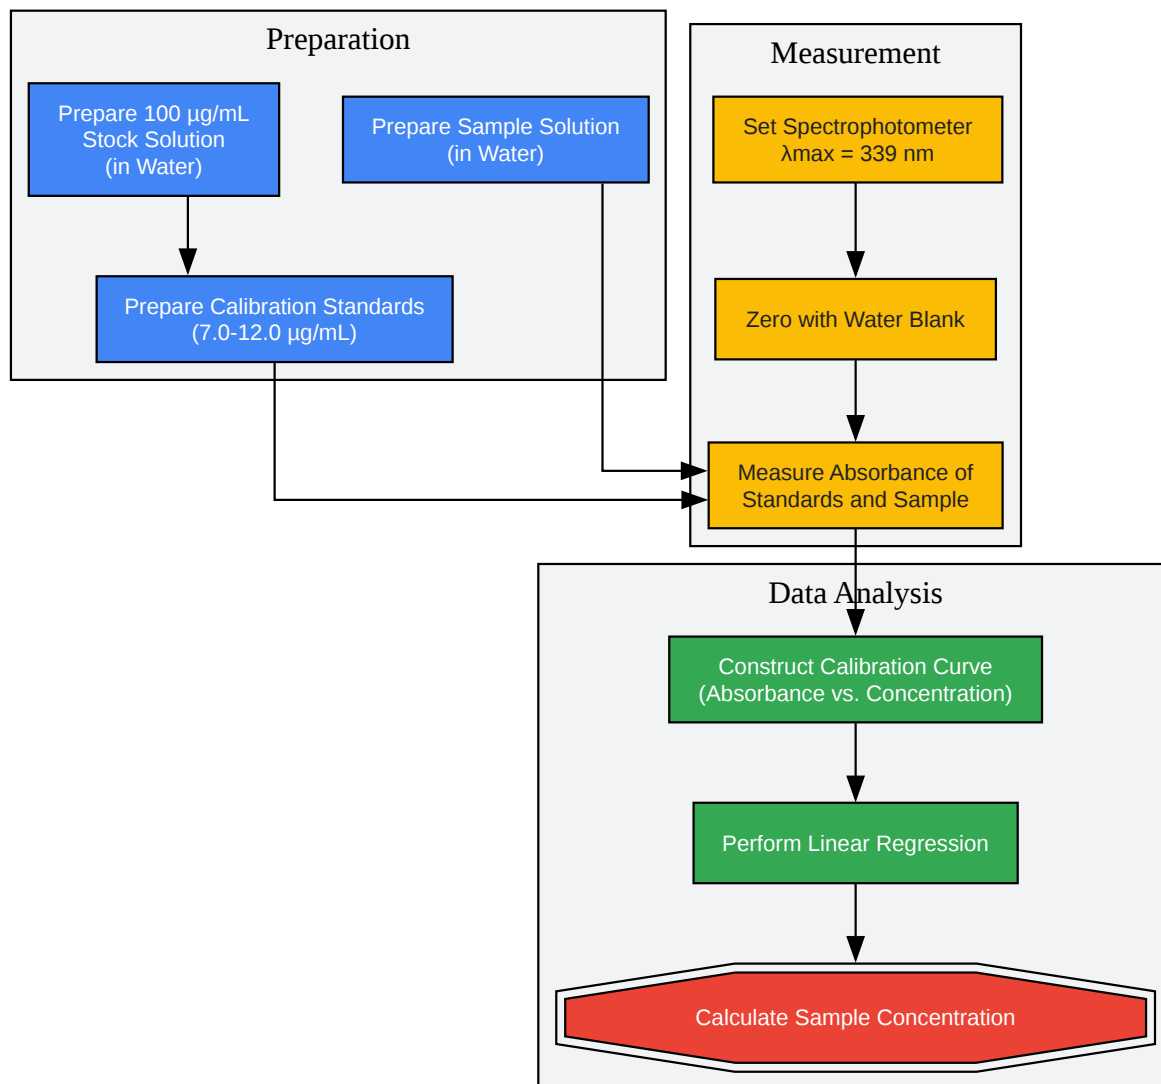 Preparation
Prepare 100 µg/mL
Stock Solution
(in Water)
Prepare Sample Solution
(in Water)
Prepare Calibration Standards
(7.0-12.0 µg/mL)
Measurement
Set Spectrophotometer
λmax = 339 nm
Zero with Water Blank
Measure Absorbance of
Standards and Sample
Data Analysis
Construct Calibration Curve
(Absorbance vs. Concentration)
Perform Linear Regression
Calculate Sample Concentration